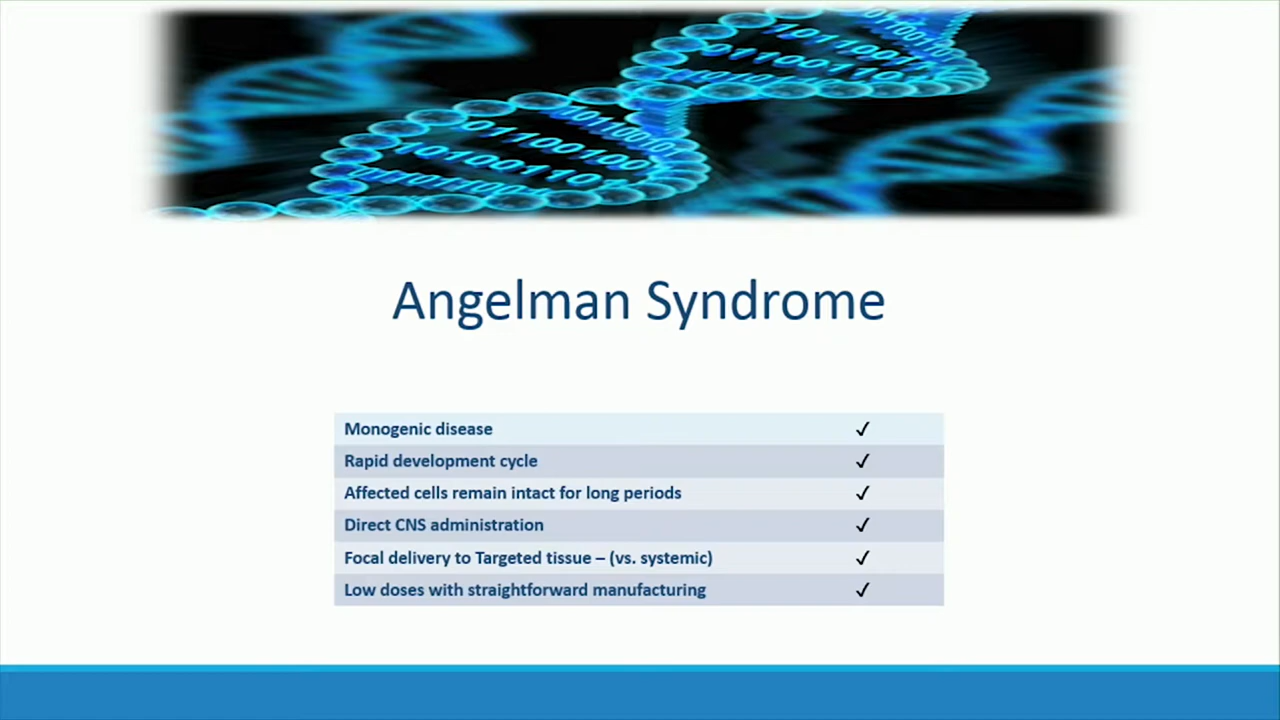 Angelman Syndrome
Monogenic disease ✓
Rapid development cycle ✓
Affected cells remain intact for long periods ✓
Direct CNS administration ✓
Focal delivery to Targeted tissue – (vs. systemic) ✓
Low doses with straightforward manufacturing ✓